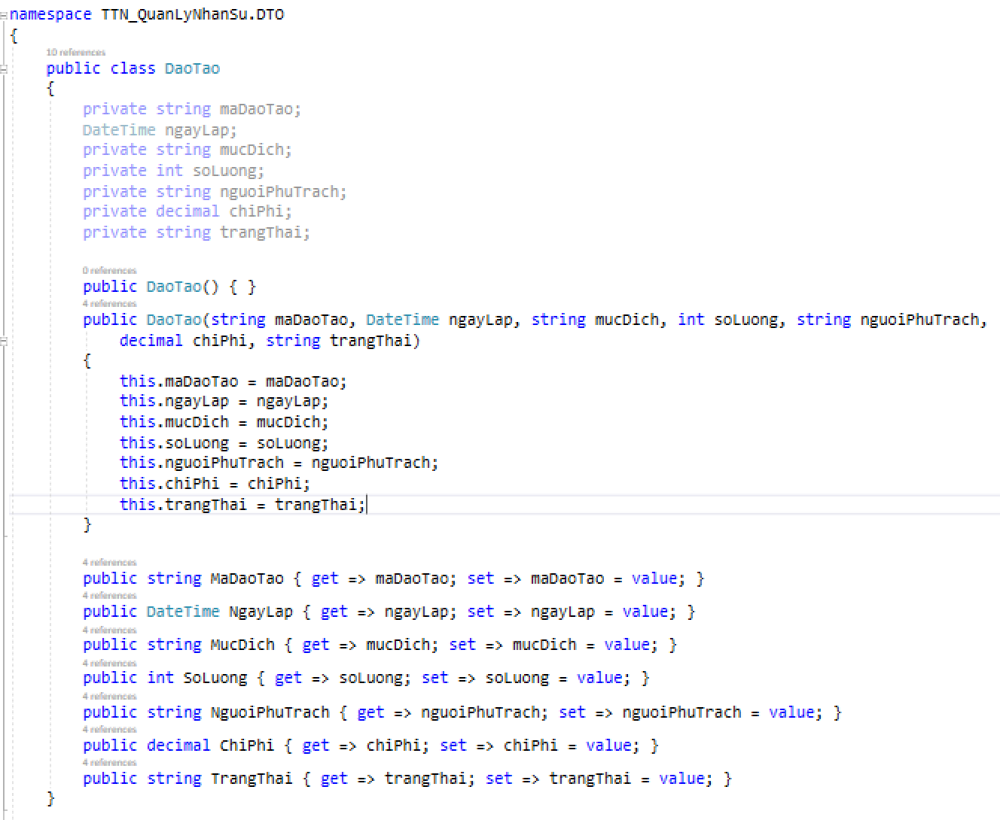 namespace TTN_QuanLyNhanSu.DTO
{
10 references
public class DaoTao
{
private string maDaoTao;
DateTime ngayLap;
private string mucDich;
private int soLuong;
private string nguoiPhuTrach;
private decimal chiPhi;
private string trangThai;
0 references
public DaoTao() { }
4 references
public DaoTao(string maDaoTao, DateTime ngayLap, string mucDich, int soLuong, string nguoiPhuTrach,
decimal chiPhi, string trangThai)
{
this.maDaoTao = maDaoTao;
this.ngayLap = ngayLap;
this.mucDich = mucDich;
this.soLuong = soLuong;
this.nguoiPhuTrach = nguoiPhuTrach;
this.chiPhi = chiPhi;
this.trangThai = trangThai;
}
4 references
public string MaDaoTao { get => maDaoTao; set => maDaoTao = value; }
4 references
public DateTime NgayLap { get => ngayLap; set => ngayLap = value; }
4 references
public string MucDich { get => mucDich; set => mucDich = value; }
4 references
public int SoLuong { get => soLuong; set => soLuong = value; }
4 references
public string NguoiPhuTrach { get => nguoiPhuTrach; set => nguoiPhuTrach = value; }
4 references
public decimal ChiPhi { get => chiPhi; set => chiPhi = value; }
4 references
public string TrangThai { get => trangThai; set => trangThai = value; }
}